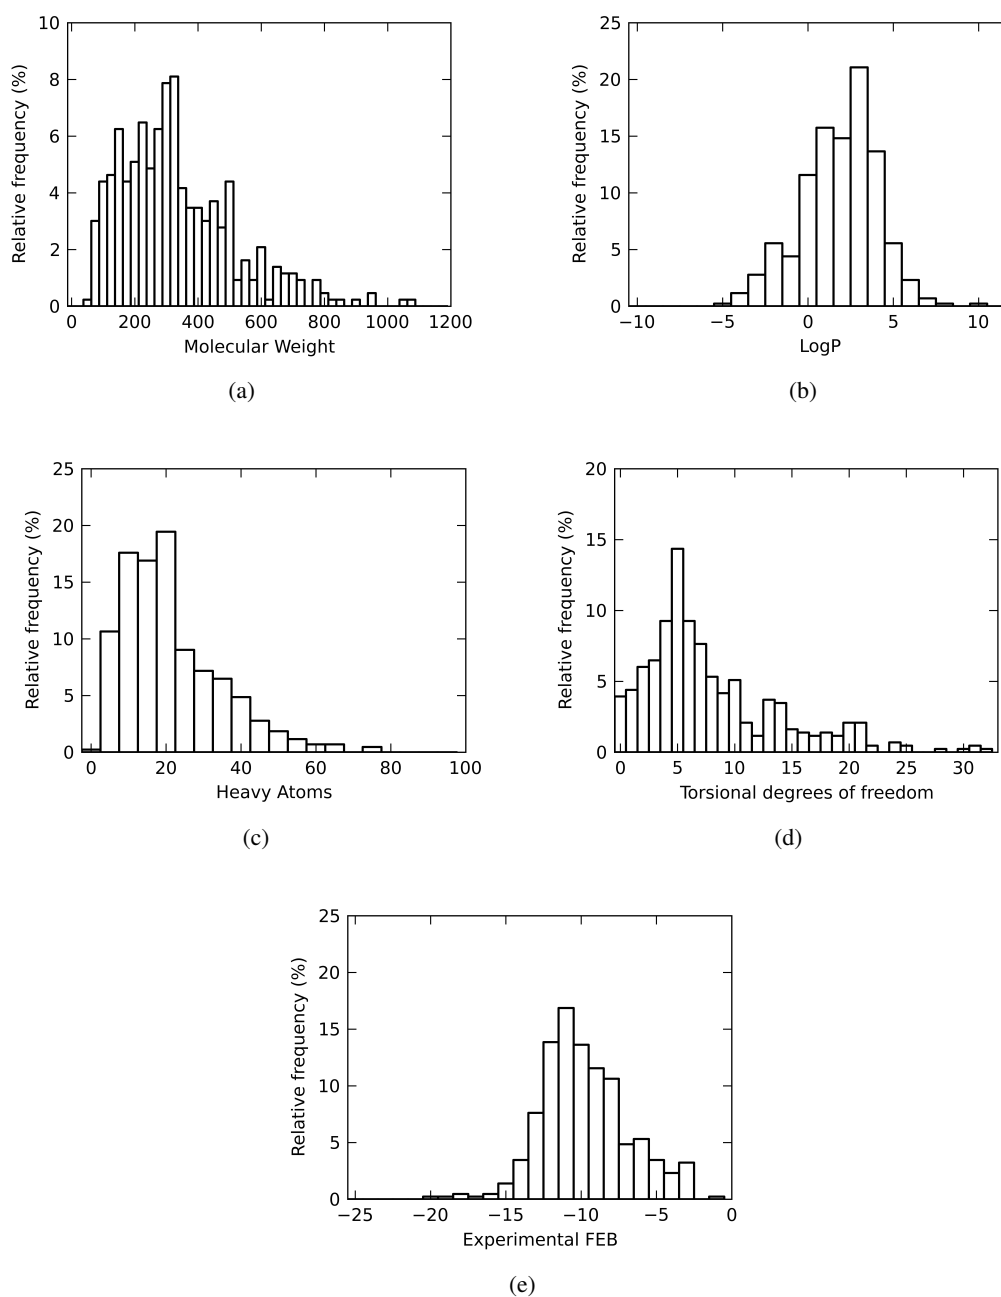 10 8 6 4 2 0
Relative frequency (%)
0 200 400 600 800 1000 1200
Molecular Weight
(a)
25 20 15 10 5 0
Relative frequency (%)
−10 −5 0 5 10
LogP
(b)
25 20 15 10 5 0
Relative frequency (%)
0 20 40 60 80 100
Heavy Atoms
(c)
20 15 10 5 0
Relative frequency (%)
0 5 10 15 20 25 30
Torsional degrees of freedom
(d)
25 20 15 10 5 0
Relative frequency (%)
−25 −20 −15 −10 −5 0
Experimental FEB
(e)